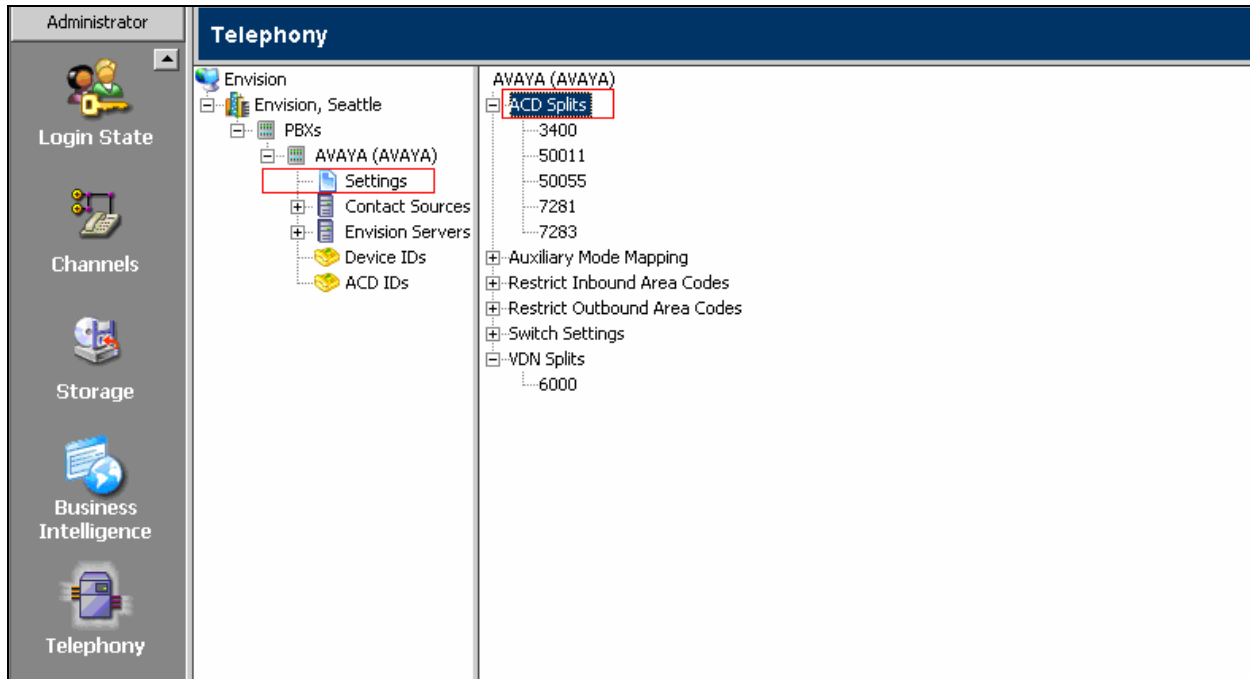 Administrator
Login State
Channels
Storage
Business
Intelligence
Telephony
Telephony
Envision
Envision, Seattle
PBXs
AVAYA (AVAYA)
Settings
Contact Sources
Envision Servers
Device IDs
ACD IDs
AVAYA (AVAYA)
ACD Splits
3400
50011
50055
7281
7283
Auxiliary Mode Mapping
Restrict Inbound Area Codes
Restrict Outbound Area Codes
Switch Settings
VDN Splits
6000